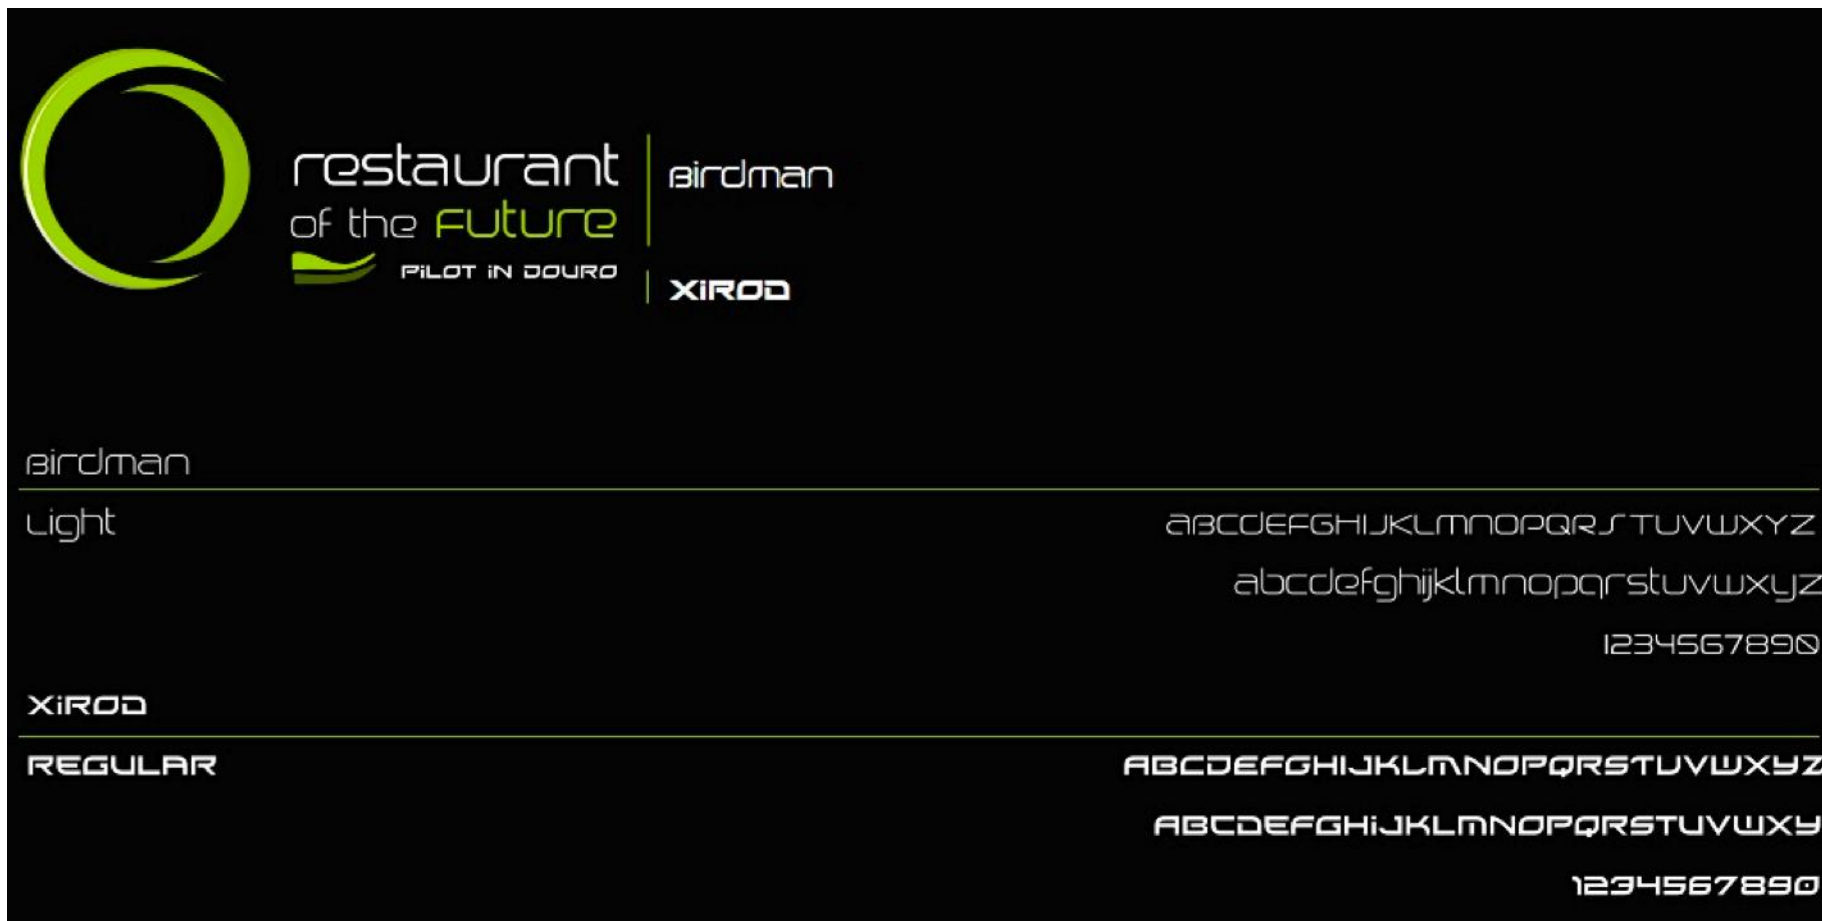 restaurant
of the Future
PiLOT iN DOURO
Birdman
XiROD
Birdman
Light
ABCdEFGHIJKLMNOPQRSTUVWXYZ
abcdefghijklmnopqrstuvwxyz
1234567890
XiROD
REGULAR
ABCDEFGHIJKLMNOPQRSTUVWXYZ
ABCDEFGHiJKLMNOPQRSTUVWXY
1234567890